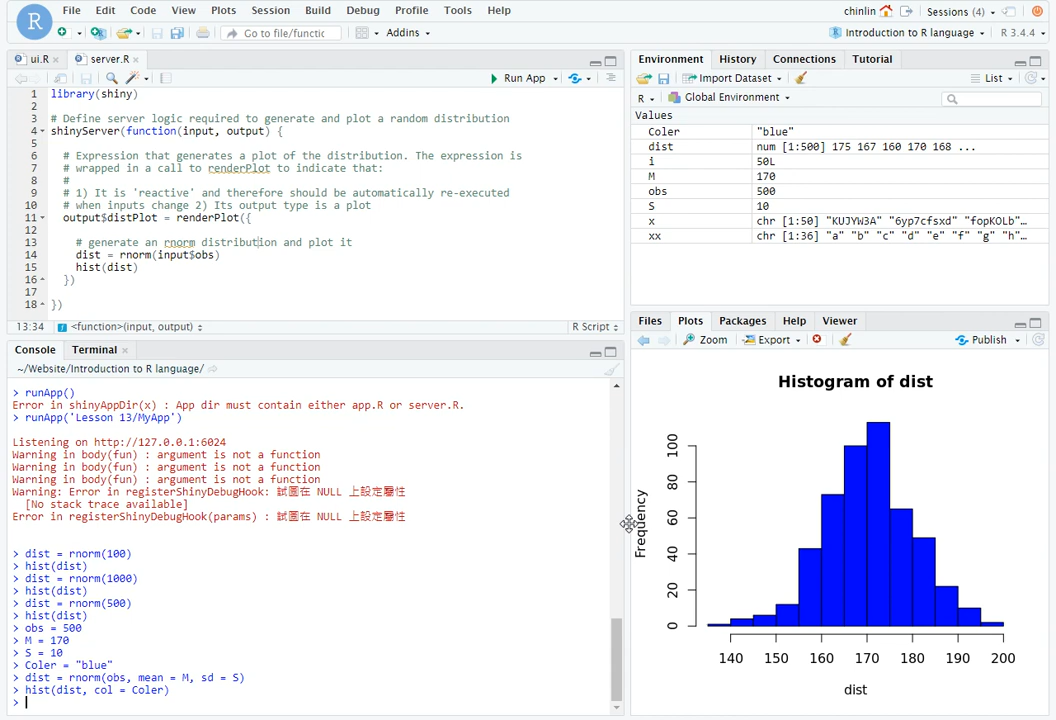 R File Edit Code View Plots Session Build Debug Profile Tools Help chinlin Sessions (4)
Go to file/functic Addins Introduction to R language R 3.4.4
ui.R server.R
Run App
1 library(shiny)
2
3 # Define server logic required to generate and plot a random distribution
4 shinyServer(function(input, output) {
5
6 # Expression that generates a plot of the distribution. The expression is
7 # wrapped in a call to renderPlot to indicate that:
8 #
9 # 1) It is 'reactive' and therefore should be automatically re-executed
10 # when inputs change 2) Its output type is a plot
11 output$distPlot = renderPlot({
12
13 # generate an rnorm distribution and plot it
14 dist = rnorm(input$obs)
15 hist(dist)
16 })
17
18 })
13:34 <function>(input, output) R Script
Console Terminal
~/Website/Introduction to R language/
> runApp()
Error in shinyAppDir(x) : App dir must contain either app.R or server.R.
> runApp('Lesson 13/MyApp')
Listening on http://127.0.0.1:6024
Warning in body(fun) : argument is not a function
Warning in body(fun) : argument is not a function
Warning in body(fun) : argument is not a function
Warning: Error in registerShinyDebugHook: 試圖在 NULL 上設定屬性
[No stack trace available]
Error in registerShinyDebugHook(params) : 試圖在 NULL 上設定屬性
> dist = rnorm(100)
> hist(dist)
> dist = rnorm(1000)
> hist(dist)
> dist = rnorm(500)
> hist(dist)
> obs = 500
> M = 170
> S = 10
> Coler = "blue"
> dist = rnorm(obs, mean = M, sd = S)
> hist(dist, col = Coler)
>
Environment History Connections Tutorial
Import Dataset List
R Global Environment
Values
Coler "blue"
dist num [1:500] 175 167 160 170 168 ...
i 50L
M 170
obs 500
S 10
x chr [1:50] "KUJYW3A" "6yp7cfsxd" "fopKOLb"…
xx chr [1:36] "a" "b" "c" "d" "e" "f" "g" "h"…
Files Plots Packages Help Viewer
Zoom Export Publish
Histogram of dist
Frequency
100
80
60
40
20
0
140 150 160 170 180 190 200
dist